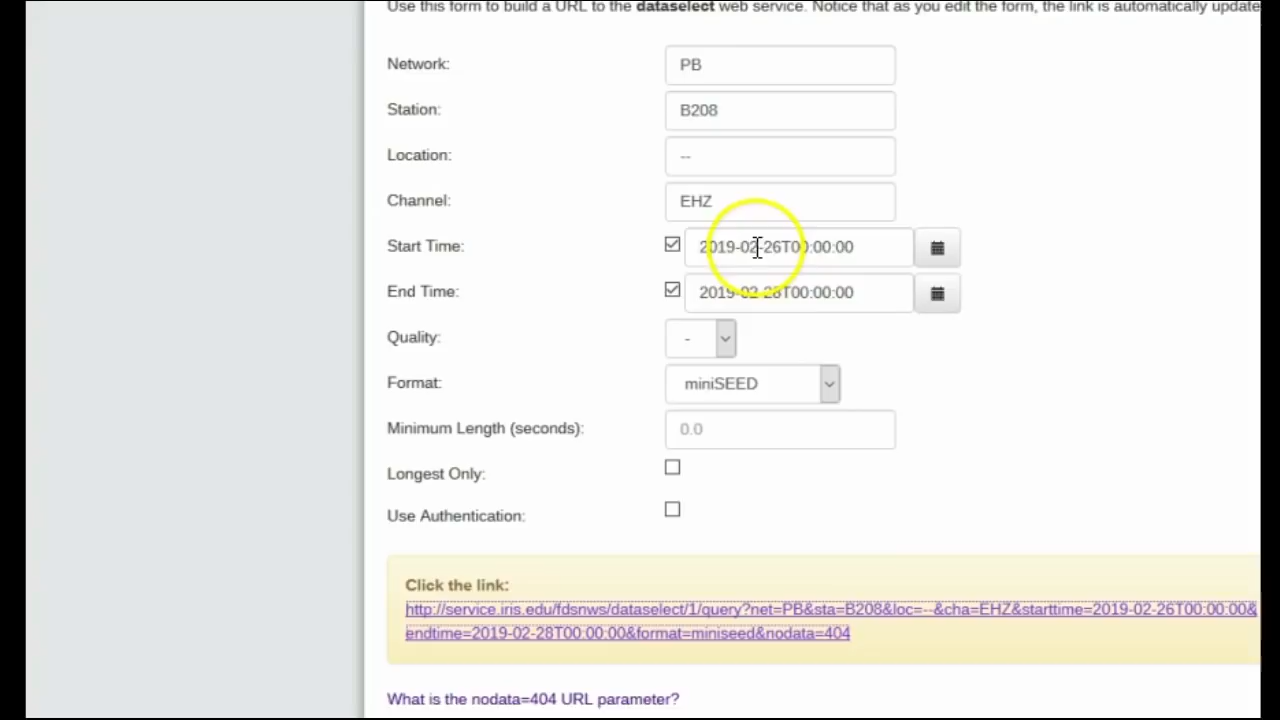 Use this form to build a URL to the dataselect web service. Notice that as you edit the form, the link is automatically update
Network: PB
Station: B208
Location: --
Channel: EHZ
Start Time: 2019-02-26T00:00:00
End Time: 2019-02-28T00:00:00
Quality: -
Format: miniSEED
Minimum Length (seconds): 0.0
Longest Only:
Use Authentication:
Click the link:
http://service.iris.edu/fdsnws/dataselect/1/query?net=PB&sta=B208&loc=--&cha=EHZ&starttime=2019-02-26T00:00:00&
endtime=2019-02-28T00:00:00&format=miniseed&nodata=404
What is the nodata=404 URL parameter?